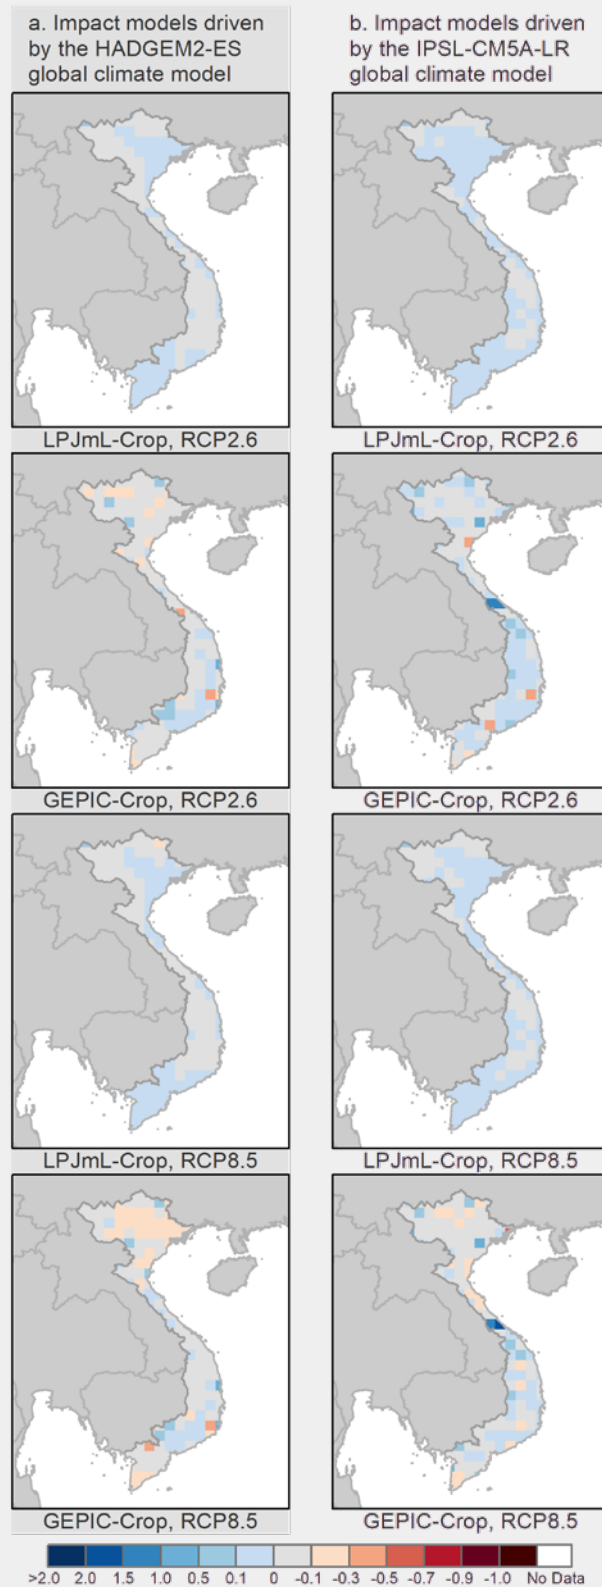 a. Impact models driven
by the HADGEM2-ES
global climate model
b. Impact models driven
by the IPSL-CM5A-LR
global climate model
LPJmL-Crop, RCP2.6
LPJmL-Crop, RCP2.6
GEPIC-Crop, RCP2.6
GEPIC-Crop, RCP2.6
LPJmL-Crop, RCP8.5
LPJmL-Crop, RCP8.5
GEPIC-Crop, RCP8.5
GEPIC-Crop, RCP8.5
>2.0 2.0 1.5 1.0 0.5 0.1 0 -0.1 -0.3 -0.5 -0.7 -0.9 -1.0 No Data